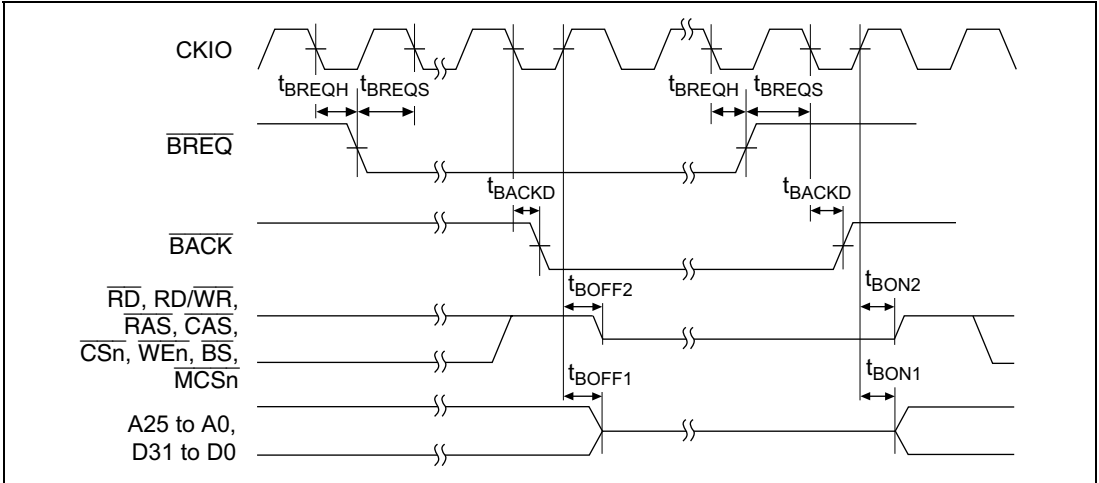 CKIO
tBREQH tBREQS tBREQH tBREQS
BREQ
tBACKD tBACKD
BACK
tBOFF2 tBON2
RD, RD/WR,
RAS, CAS,
CSn, WEn, BS,
MCSn
tBOFF1 tBON1
A25 to A0,
D31 to D0